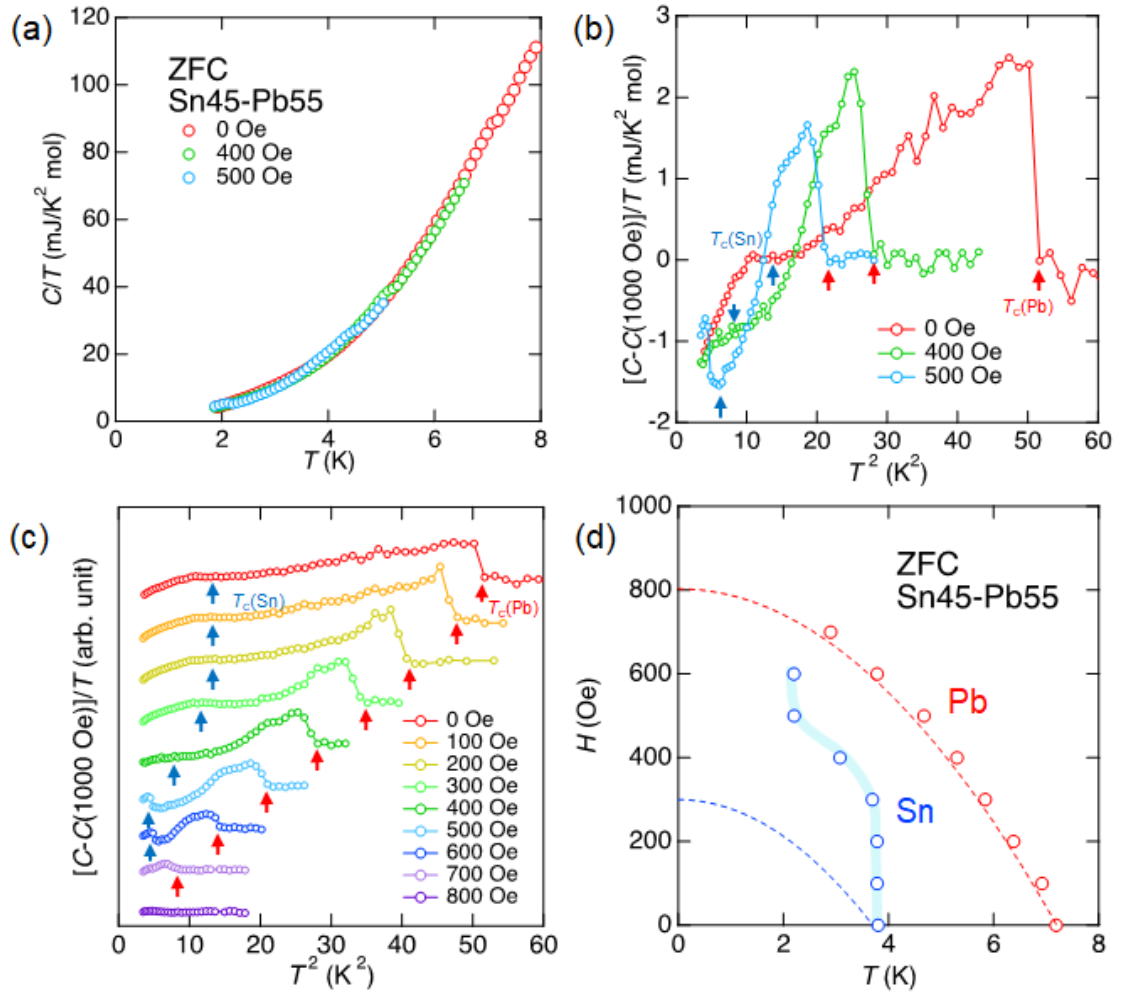 (a)
120
100
80
60
40
20
0
C/T (mJ/K² mol)
ZFC
Sn45-Pb55
0 Oe
400 Oe
500 Oe
0
2
4
6
8
T (K)
(b)
3
2
1
0
-1
-2
[C-C(1000 Oe)]/T (mJ/K² mol)
Tc(Sn)
Tc(Pb)
0 Oe
400 Oe
500 Oe
0
10
20
30
40
50
60
T² (K²)
(c)
[C-C(1000 Oe)]/T (arb. unit)
Tc(Sn)
Tc(Pb)
0 Oe
100 Oe
200 Oe
300 Oe
400 Oe
500 Oe
600 Oe
700 Oe
800 Oe
0
10
20
30
40
50
60
T² (K²)
(d)
1000
800
600
400
200
0
H (Oe)
ZFC
Sn45-Pb55
Pb
Sn
0
2
4
6
8
T (K)